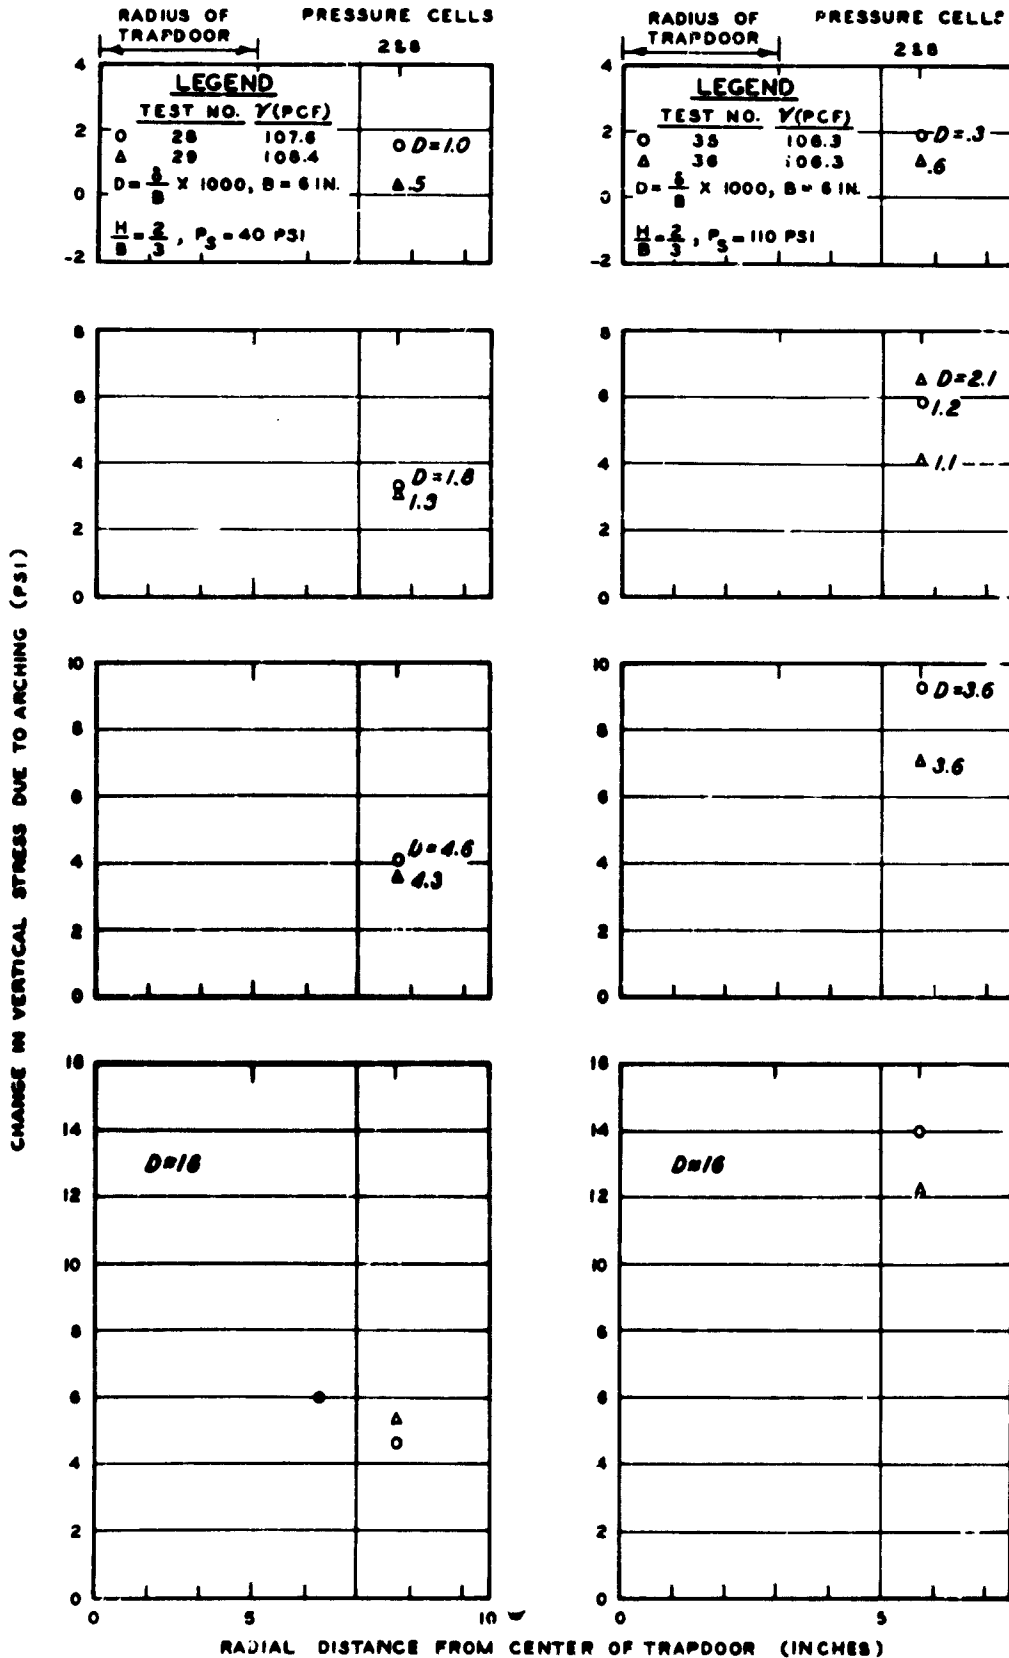 RADIUS OF TRAPDOOR
PRESSURE CELLS
2&8
LEGEND
TEST NO. γ(PCF)
O 28 107.6
Δ 29 108.4
D = δ/B X 1000, B = 6 IN.
H/B = 2/3, PS = 40 PSI
4
2
0
-2
O D=1.0
Δ .5
RADIUS OF TRAPDOOR
PRESSURE CELLS
2&8
LEGEND
TEST NO. γ(PCF)
O 35 106.3
Δ 36 106.3
D = δ/B X 1000, B = 6 IN.
H/B = 2/3, PS = 110 PSI
4
2
0
-2
O D=.3
Δ .6
8
6
4
2
0
O D=1.8
Δ 1.3
8
6
4
2
0
Δ D=2.1
O 1.2
Δ 1.1
10
8
6
4
2
0
O D=4.6
Δ 4.3
10
8
6
4
2
0
O D=3.6
Δ 3.6
16
14
12
10
8
6
4
2
0
D≈16
0 5 10
16
14
12
10
8
6
4
2
0
D≈16
0 5
CHANGE IN VERTICAL STRESS DUE TO ARCHING (PSI)
RADIAL DISTANCE FROM CENTER OF TRAPDOOR (INCHES)